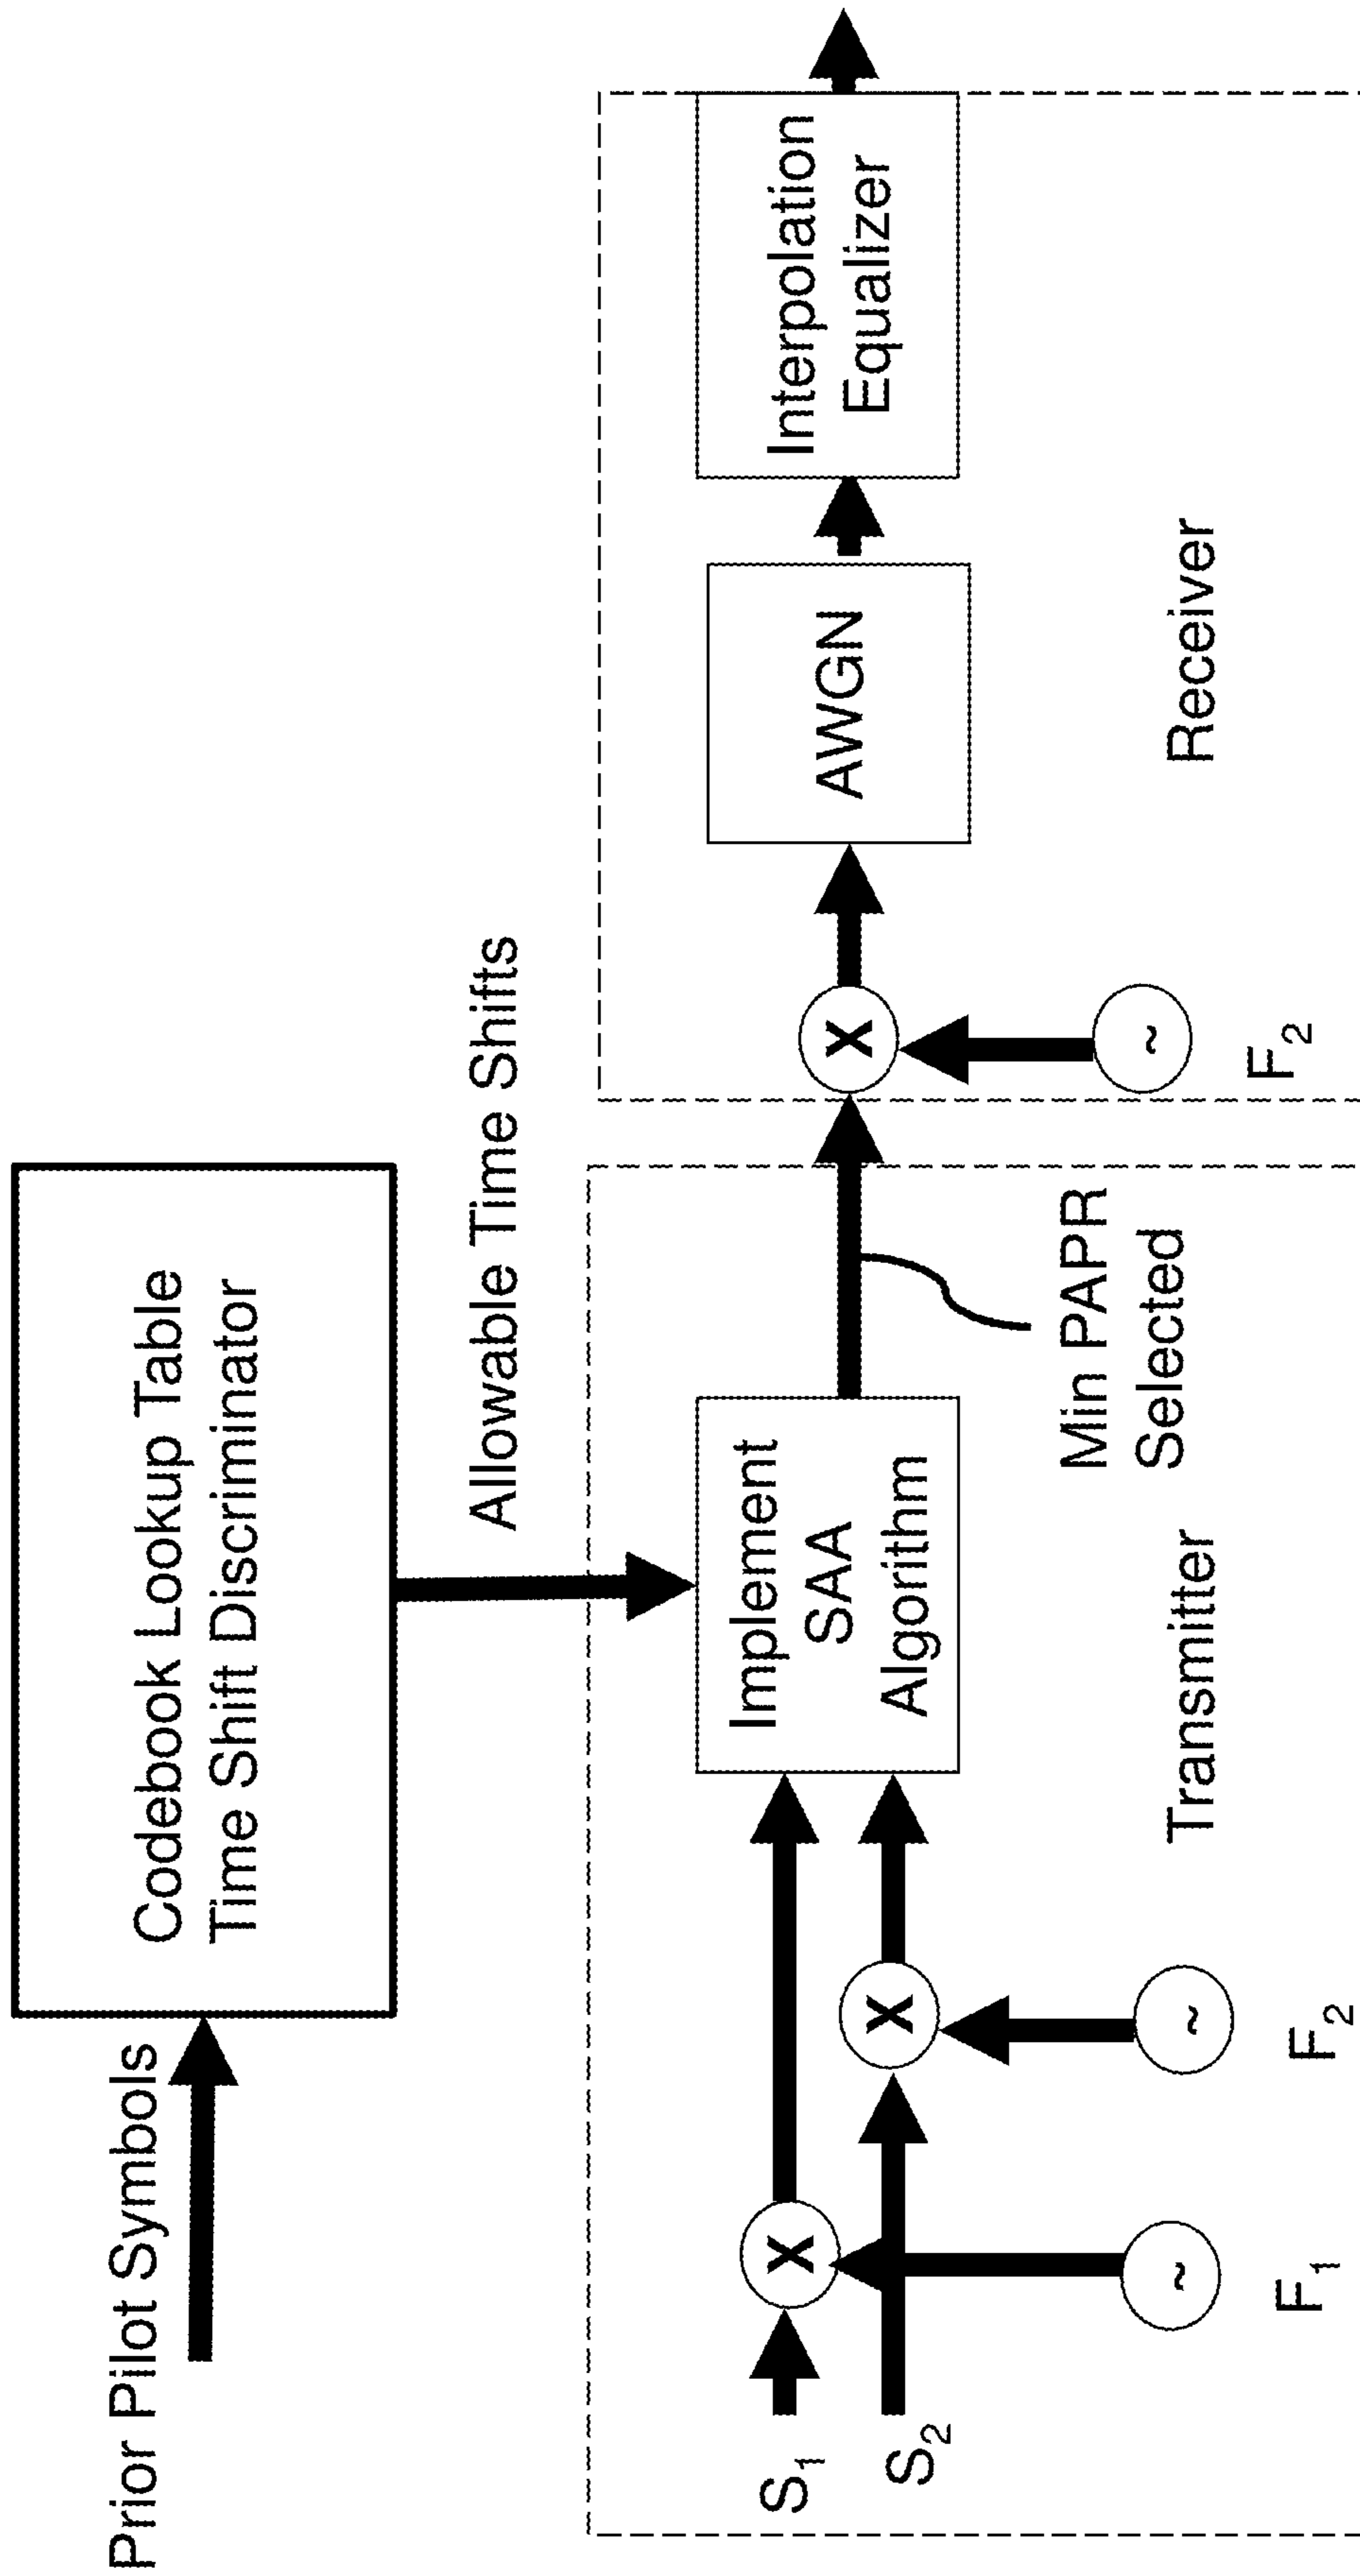 Prior Pilot Symbols
Codebook Lookup Table
Time Shift Discriminator
Allowable Time Shifts
S₁
S₂
X
X
~
F₁
~
F₂
Implement
SAA
Algorithm
Transmitter
Min PAPR
Selected
X
~
F₂
AWGN
Interpolation
Equalizer
Receiver